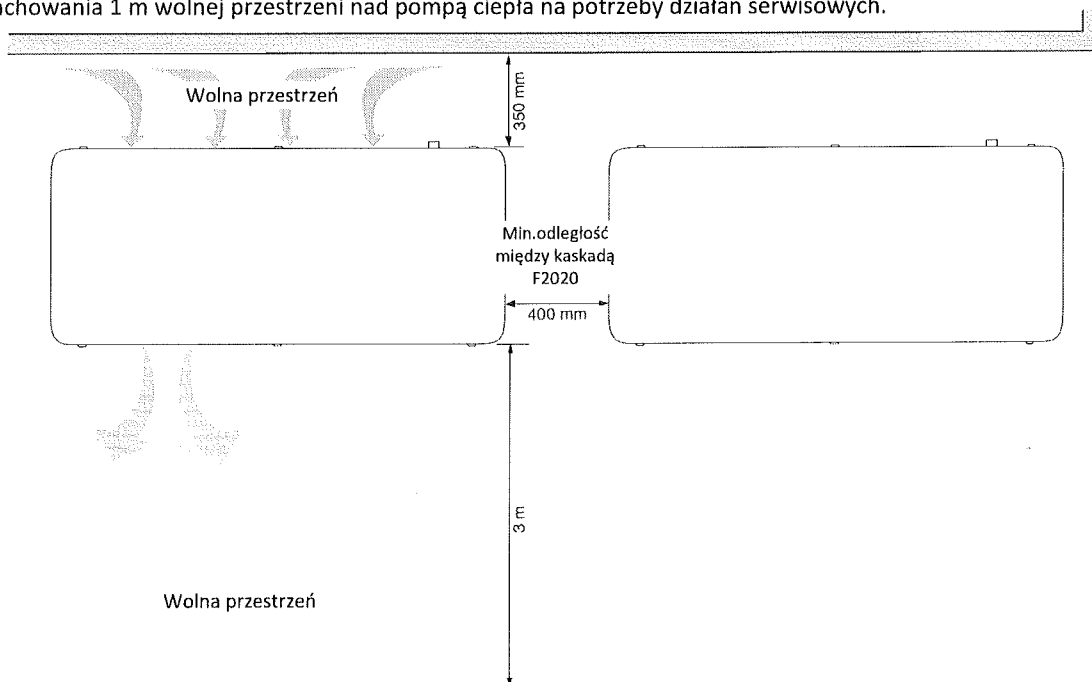 zachowania 1 m wolnej przestrzeni nad pompą ciepła na potrzeby działań serwisowych.
Wolna przestrzeń
350 mm
Min.odległość
między kaskadą
F2020
400 mm
3 m
Wolna przestrzeń